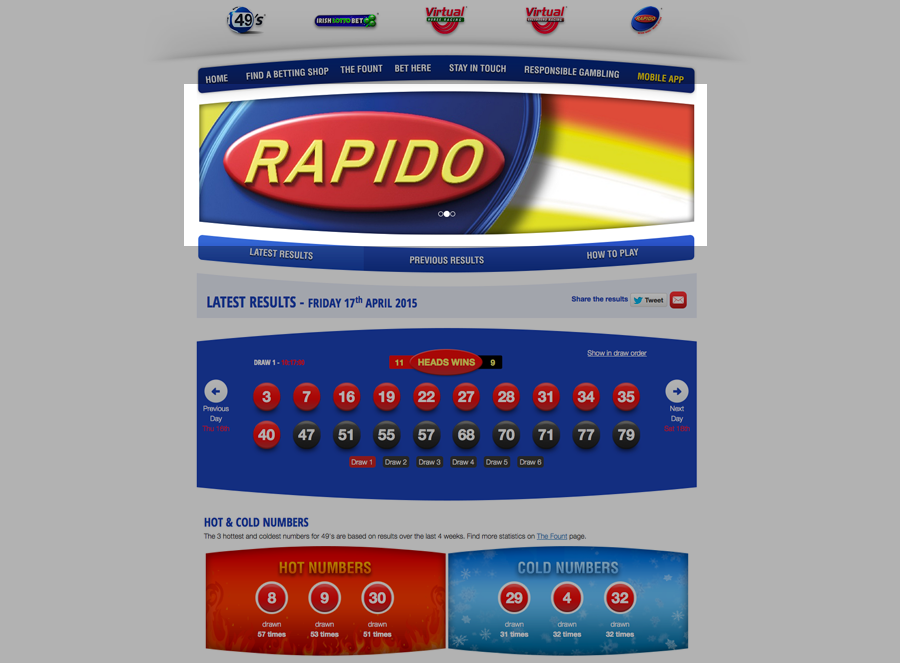 49's
IRISH LOTTO BET
Virtual
HORSE RACING
Virtual
RAPIDO
HOME
FIND A BETTING SHOP
THE FOUNT
BET HERE
STAY IN TOUCH
RESPONSIBLE GAMBLING
MOBILE APP
RAPIDO
LATEST RESULTS
PREVIOUS RESULTS
HOW TO PLAY
LATEST RESULTS - FRIDAY 17th APRIL 2015
Share the results
Tweet
DRAW 1 -
11 HEADS WINS 9
Show in draw order
Previous
Day
Thu 16th
3 7 16 19 22 27 28 31 34 35
40 47 51 55 57 68 70 71 77 79
Next
Day
Sat 18th
Draw 1 Draw 2 Draw 3 Draw 4 Draw 5 Draw 6
HOT & COLD NUMBERS
The 3 hottest and coldest numbers for 49's are based on results over the last 4 weeks. Find more statistics on The Fount page.
HOT NUMBERS
8 9 30
drawn drawn drawn
57 times 53 times 51 times
COLD NUMBERS
29 4 32
drawn drawn drawn
31 times 32 times 32 times